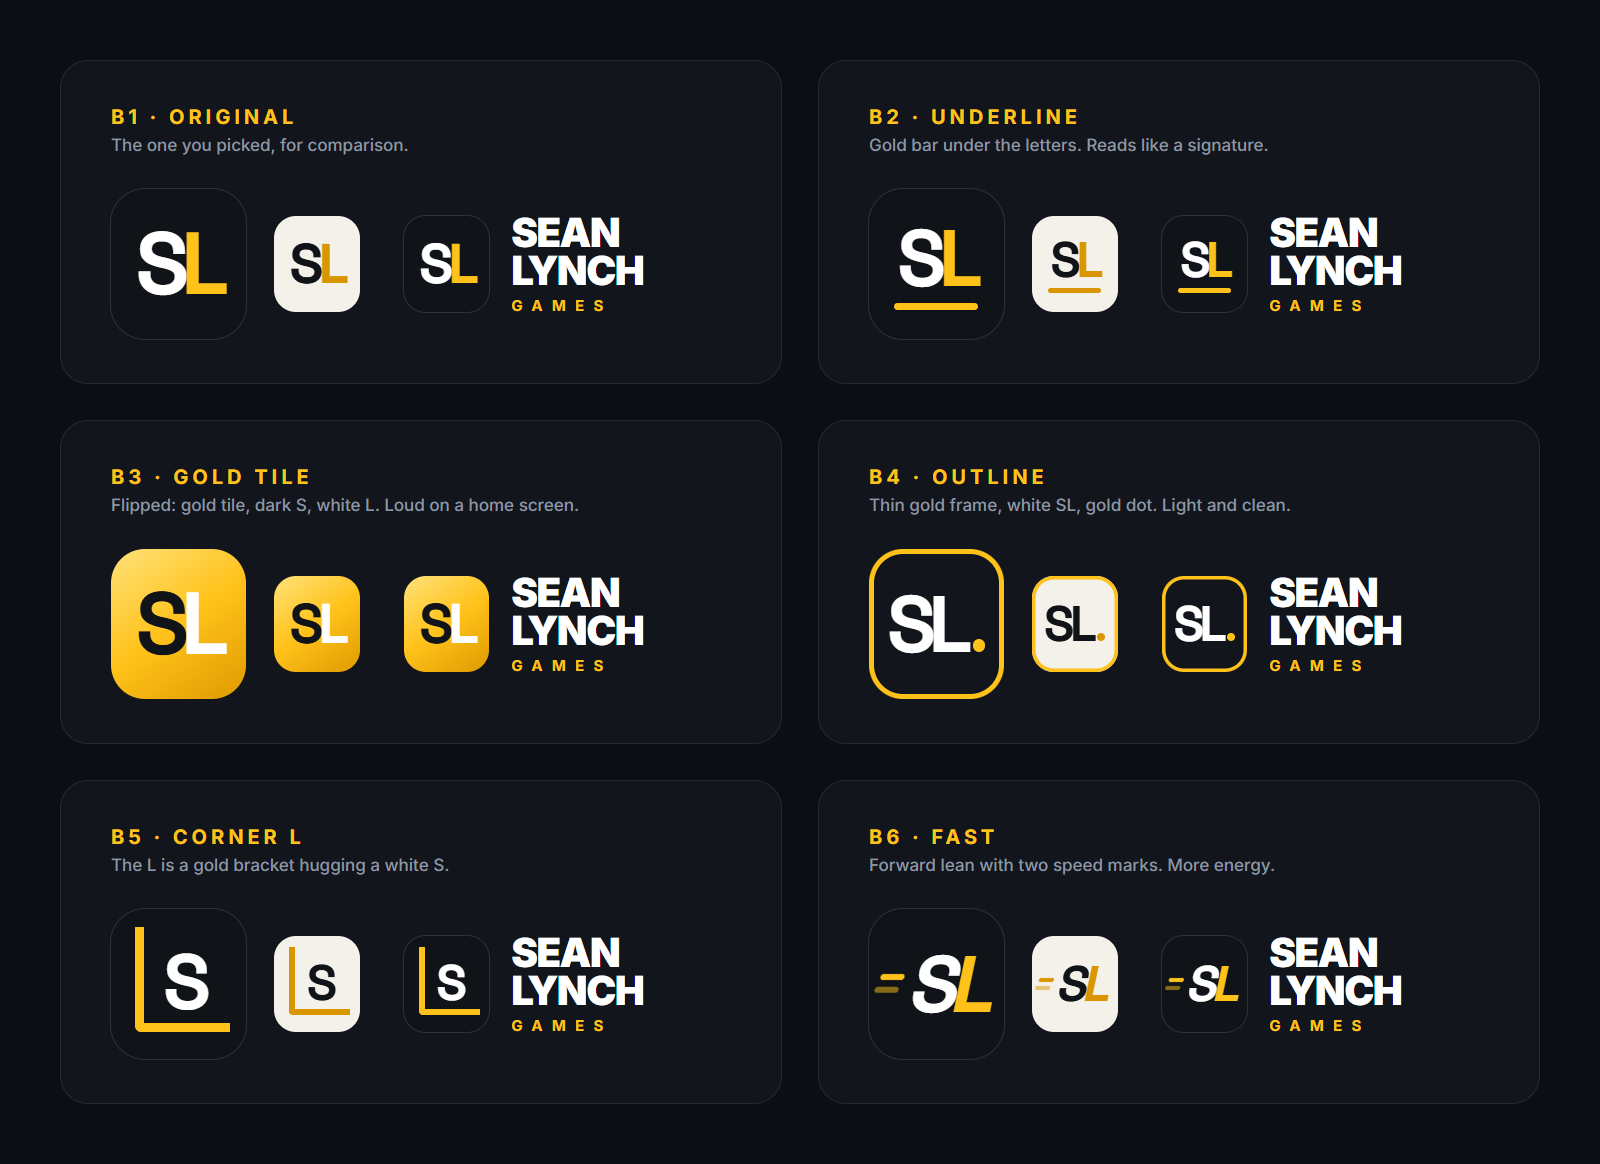 B1 · ORIGINAL
The one you picked, for comparison.
SL
SL
SL
SEAN
LYNCH
GAMES
B2 · UNDERLINE
Gold bar under the letters. Reads like a signature.
SL
SL
SL
SEAN
LYNCH
GAMES
B3 · GOLD TILE
Flipped: gold tile, dark S, white L. Loud on a home screen.
SL
SL
SL
SEAN
LYNCH
GAMES
B4 · OUTLINE
Thin gold frame, white SL, gold dot. Light and clean.
SL.
SL.
SL.
SEAN
LYNCH
GAMES
B5 · CORNER L
The L is a gold bracket hugging a white S.
LS
LS
LS
SEAN
LYNCH
GAMES
B6 · FAST
Forward lean with two speed marks. More energy.
SL
SL
SL
SEAN
LYNCH
GAMES